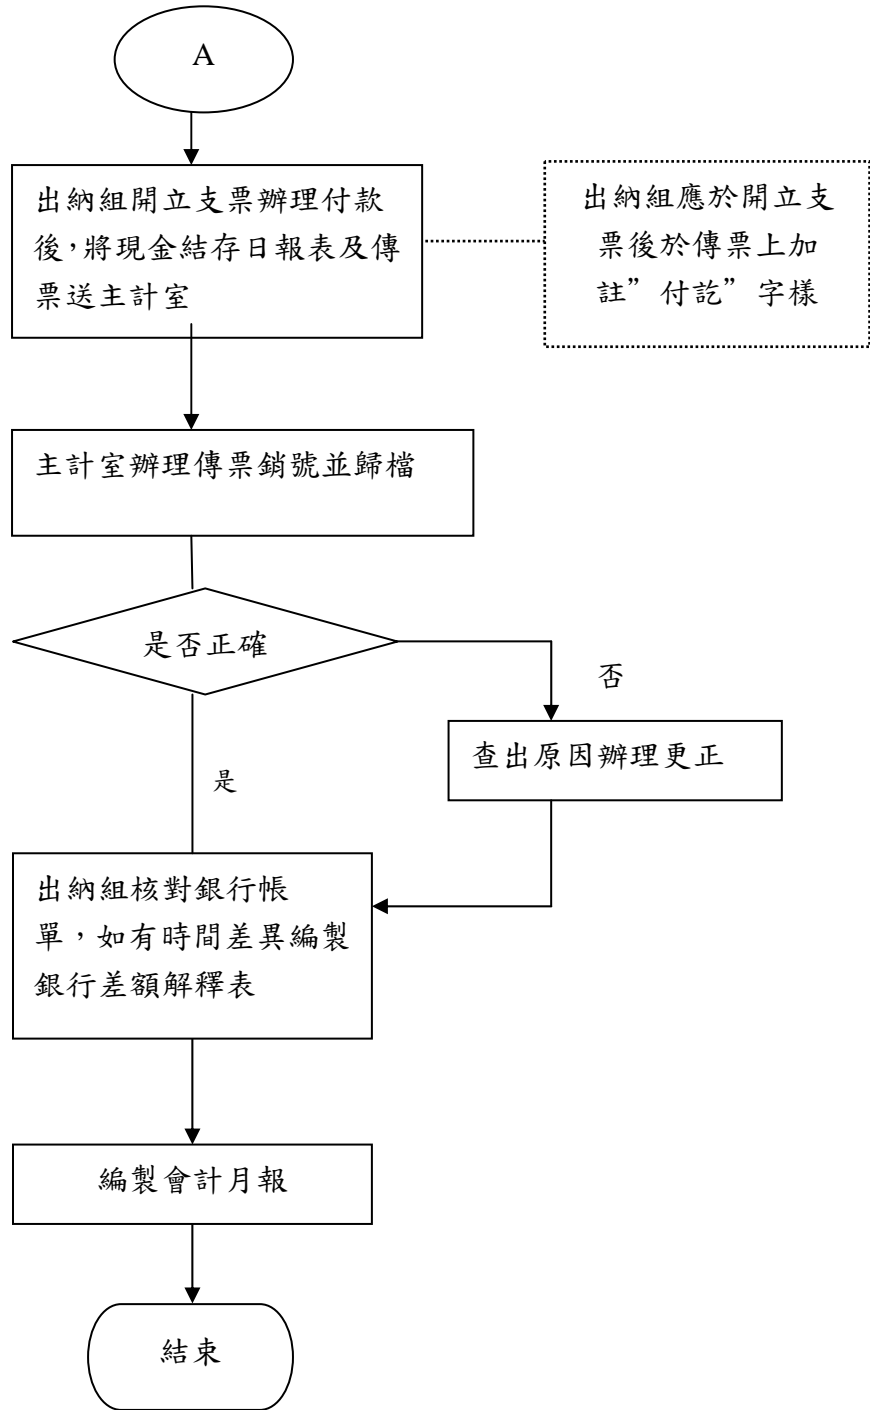 A
出納組開立支票辦理付款
後，將現金結存日報表及傳
票送主計室
出納組應於開立支
票後於傳票上加
註”付訖”字樣
主計室辦理傳票銷號並歸檔
是否正確
否
查出原因辦理更正
是
出納組核對銀行帳
單，如有時間差異編製
銀行差額解釋表
編製會計月報
結束